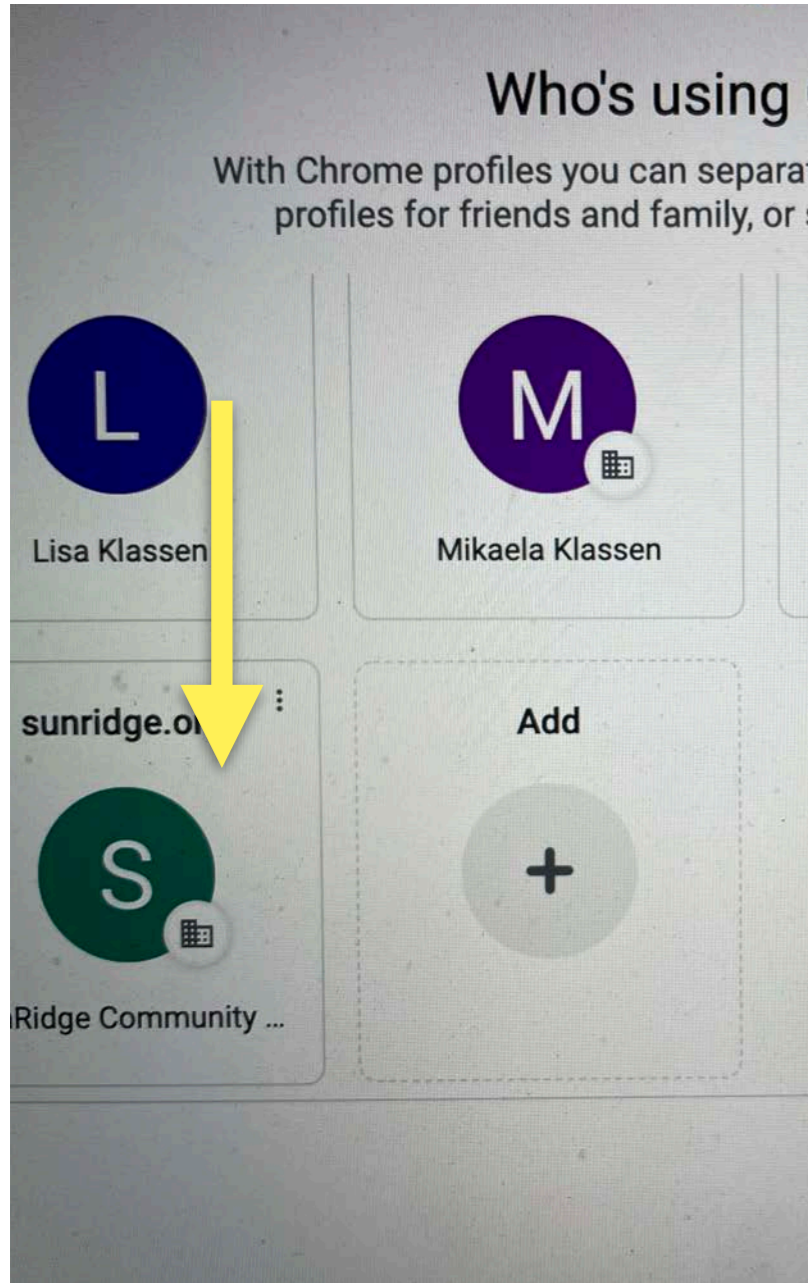 Who's using
With Chrome profiles you can separa
profiles for friends and family, or
L
M
Lisa Klassen
Mikaela Klassen
sunridge.o
Add
S
+
Ridge Community ...